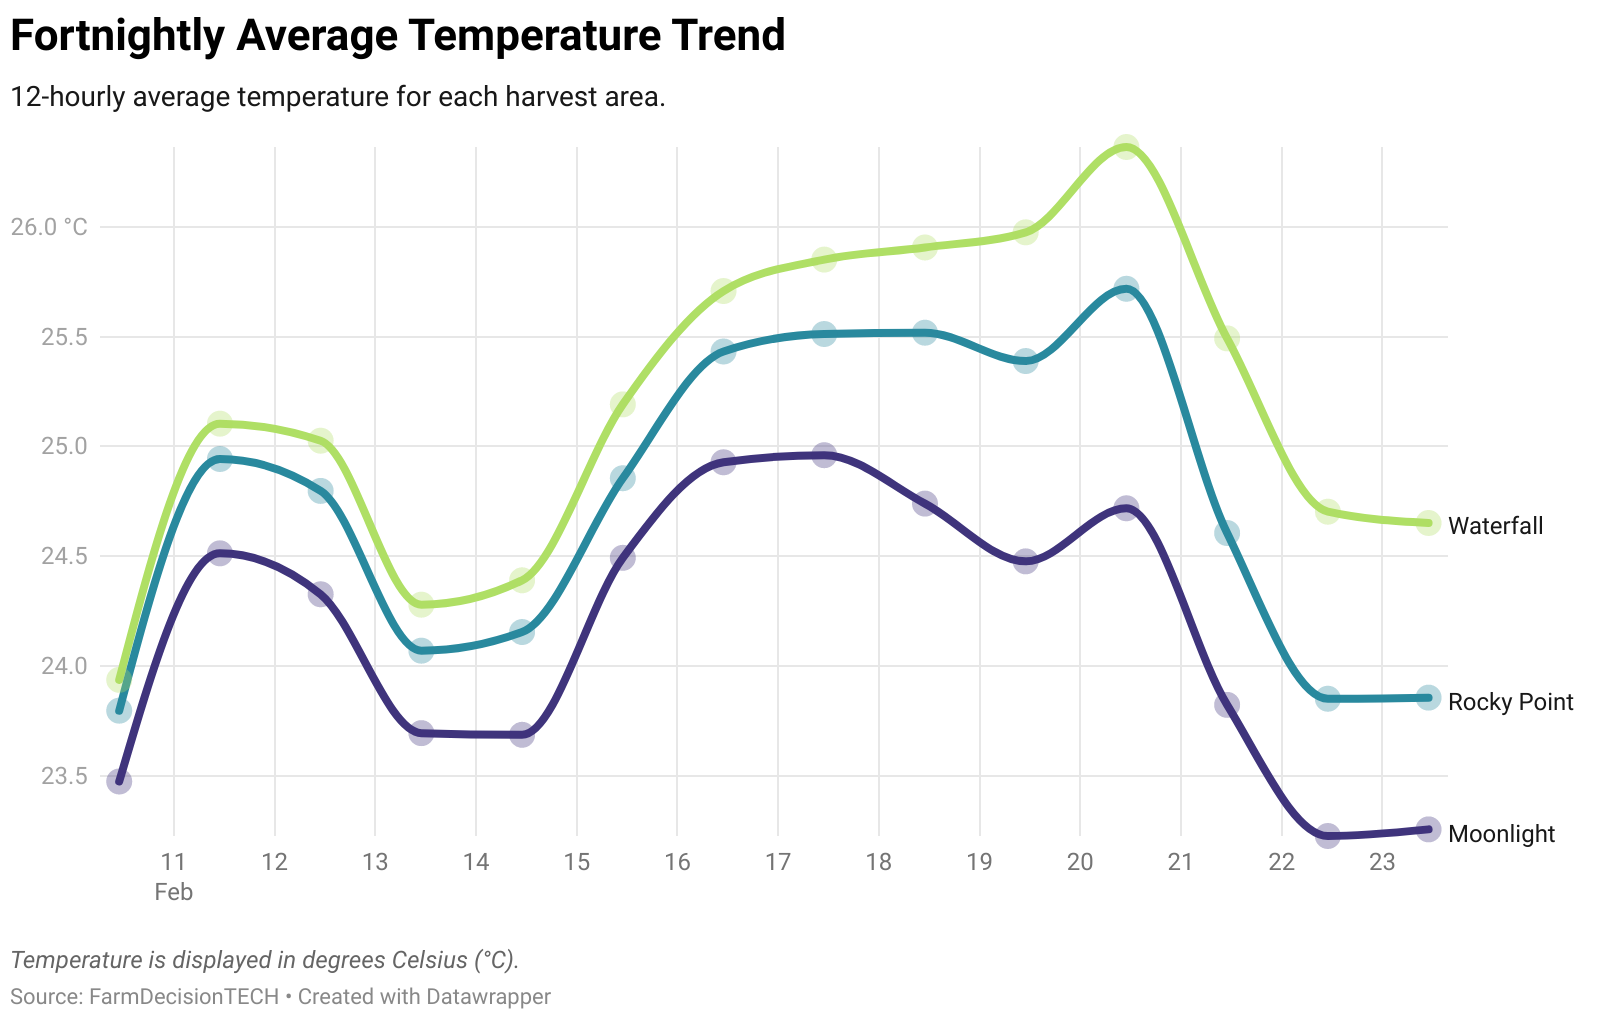 Fortnightly Average Temperature Trend
12-hourly average temperature for each harvest area.
26.0 °C
25.5
25.0
24.5
24.0
23.5
Waterfall
Rocky Point
Moonlight
11 12 13 14 15 16 17 18 19 20 21 22 23
Feb
Temperature is displayed in degrees Celsius (°C).
Source: FarmDecisionTECH • Created with Datawrapper